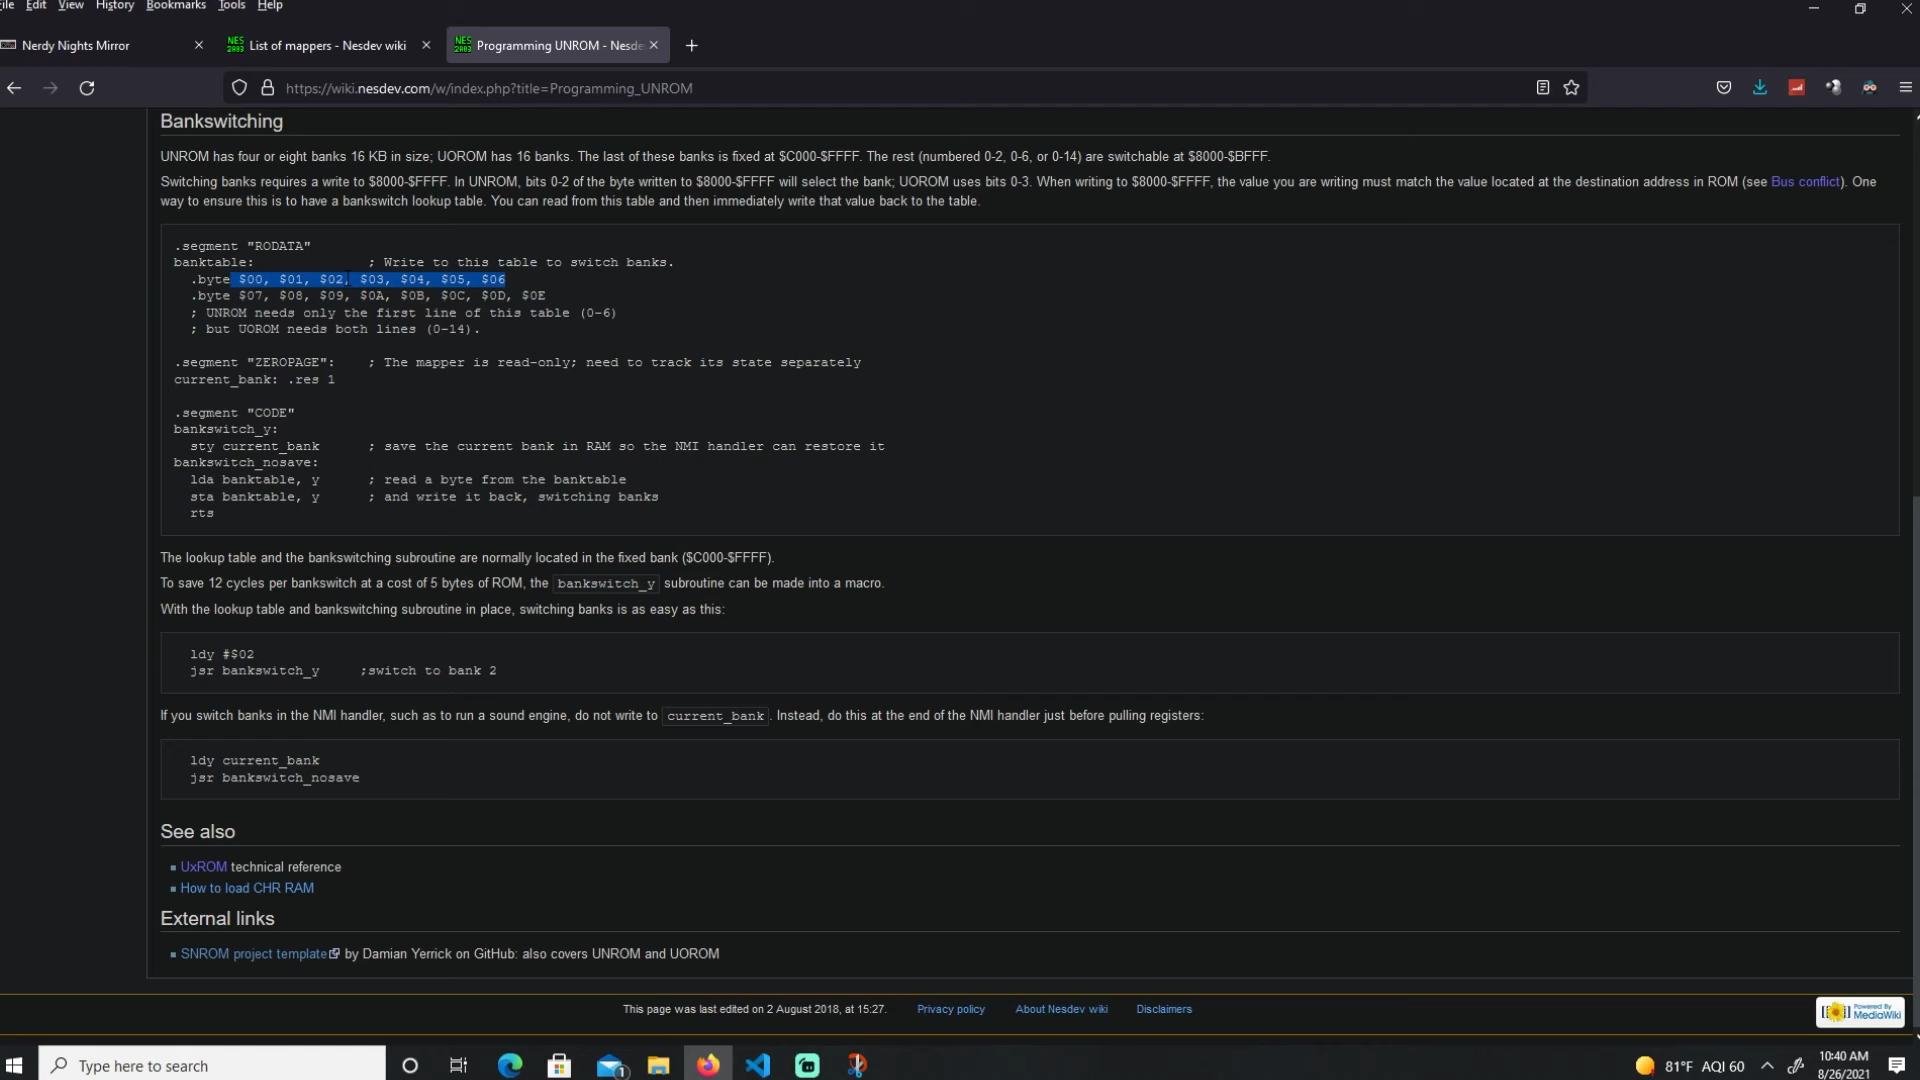 ile Edit View History Bookmarks Tools Help
Nerdy Nights Mirror
List of mappers - Nesdev wiki
Programming UNROM - Nesde
https://wiki.nesdev.com/w/index.php?title=Programming_UNROM
Bankswitching
UNROM has four or eight banks 16 KB in size; UOROM has 16 banks. The last of these banks is fixed at $C000-$FFFF. The rest (numbered 0-2, 0-6, or 0-14) are switchable at $8000-$BFFF.
Switching banks requires a write to $8000-$FFFF. In UNROM, bits 0-2 of the byte written to $8000-$FFFF will select the bank; UOROM uses bits 0-3. When writing to $8000-$FFFF, the value you are writing must match the value located at the destination address in ROM (see Bus conflict). One
way to ensure this is to have a bankswitch lookup table. You can read from this table and then immediately write that value back to the table.
.segment "RODATA"
banktable: ; Write to this table to switch banks.
.byte $00, $01, $02, $03, $04, $05, $06
.byte $07, $08, $09, $0A, $0B, $0C, $0D, $0E
; UNROM needs only the first line of this table (0-6)
; but UOROM needs both lines (0-14).
.segment "ZEROPAGE": ; The mapper is read-only; need to track its state separately
current_bank: .res 1
.segment "CODE"
bankswitch_y:
sty current_bank ; save the current bank in RAM so the NMI handler can restore it
bankswitch_nosave:
lda banktable, y ; read a byte from the banktable
sta banktable, y ; and write it back, switching banks
rts
The lookup table and the bankswitching subroutine are normally located in the fixed bank ($C000-$FFFF).
To save 12 cycles per bankswitch at a cost of 5 bytes of ROM, the bankswitch_y subroutine can be made into a macro.
With the lookup table and bankswitching subroutine in place, switching banks is as easy as this:
ldy #$02
jsr bankswitch_y ;switch to bank 2
If you switch banks in the NMI handler, such as to run a sound engine, do not write to current_bank. Instead, do this at the end of the NMI handler just before pulling registers:
ldy current_bank
jsr bankswitch_nosave
See also
UxROM technical reference
How to load CHR RAM
External links
SNROM project template by Damian Yerrick on GitHub: also covers UNROM and UOROM
This page was last edited on 2 August 2018, at 15:27. Privacy policy About Nesdev wiki Disclaimers
Powered By
MediaWiki
Type here to search
1
81°F AQI 60
10:40 AM
8/26/2021